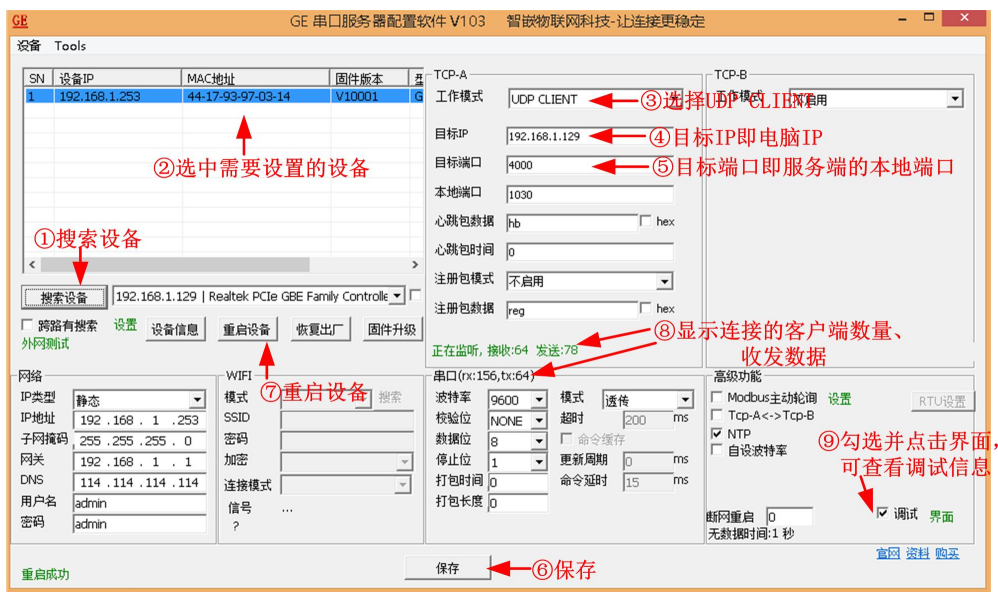 GE
GE 串口服务器配置软件 V103 智嵌物联网科技-让连接更稳定
设备 Tools
SN 设备IP MAC地址 固件版本
1 192.168.1.253 44-17-93-97-03-14 V10001 G
②选中需要设置的设备
①搜索设备
搜索设备 192.168.1.129 | Realtek PCIe GBE Family Controlle
跨路有搜索 设置 设备信息 重启设备 恢复出厂 固件升级
外网测试
⑦重启设备
TCP-A
工作模式 UDP CLIENT
③选择UDP CLIENT
目标IP 192.168.1.129
④目标IP即电脑IP
目标端口 4000
⑤目标端口即服务端的本地端口
本地端口 1030
心跳包数据 hb hex
心跳包时间 0
注册包模式 不启用
注册包数据 reg hex
正在监听, 接收:64 发送:78
⑧显示连接的客户端数量、
收发数据
TCP-B
工作模式 不启用
网络
IP类型 静态
IP地址 192 .168 . 1 .253
子网掩码 255 .255 .255 . 0
网关 192 .168 . 1 . 1
DNS 114 .114 .114 .114
用户名 admin
密码 admin
WIFI
模式 搜索
SSID
密码
加密
连接模式
信号 ...
?
串口(rx:156,tx:64)
波特率 9600 模式 透传
校验位 NONE 超时 200 ms
数据位 8 命令缓存
停止位 1 更新周期 0 ms
打包时间 0 命令延时 15 ms
打包长度 0
高级功能
Modbus主动轮询 设置 RTU设置
Tcp-A<->Tcp-B
NTP
自设波特率
⑨勾选并点击界面，
可查看调试信息
断网重启 0 调试 界面
无数据时间:1 秒
官网 资料 购买
重启成功
保存
⑥保存